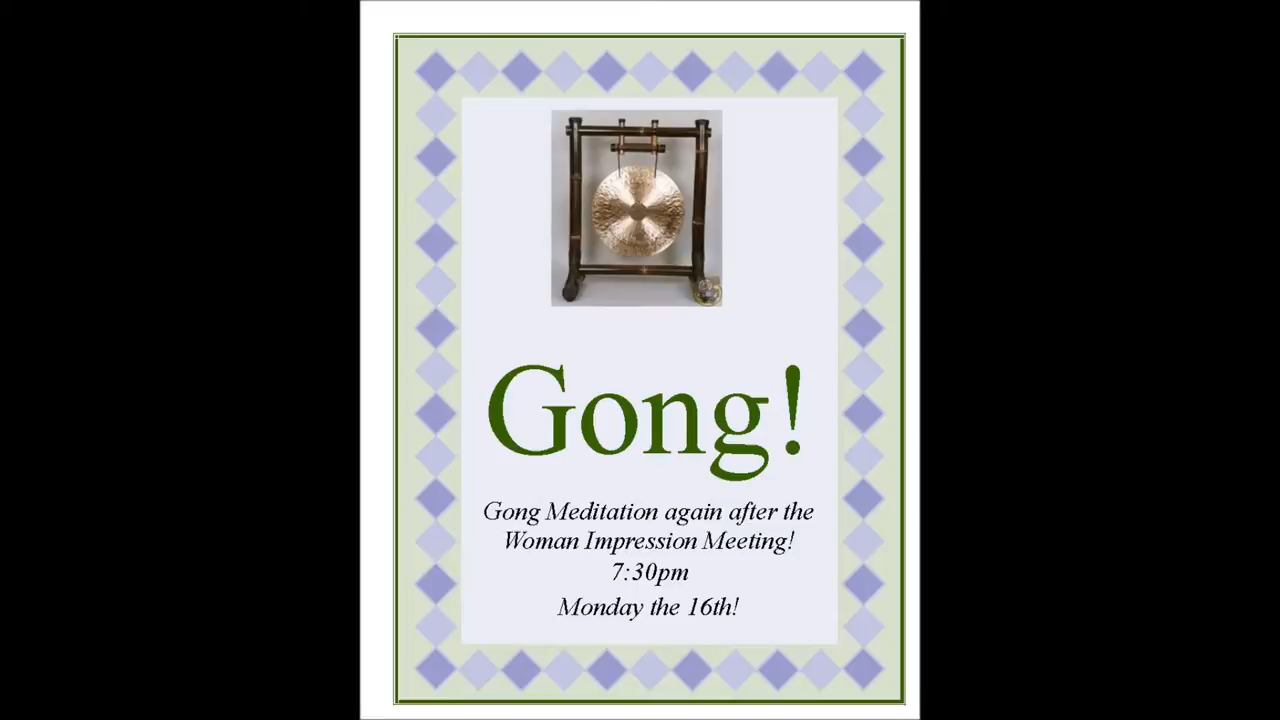 Gong!
Gong Meditation again after the
Woman Impression Meeting!
7:30pm
Monday the 16th!